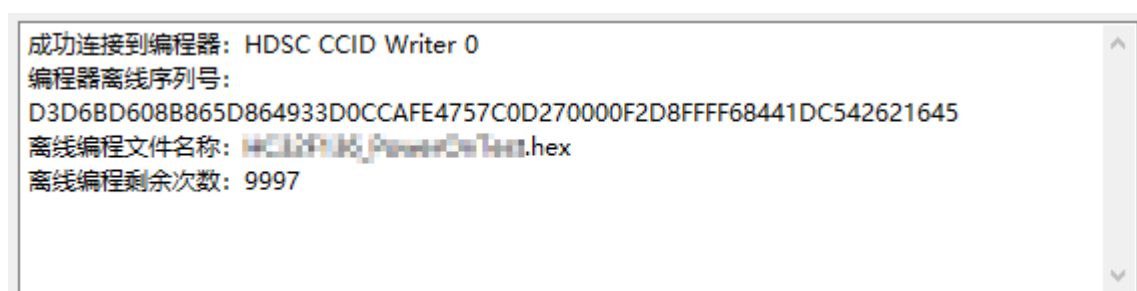 成功连接到编程器：HDSC CCID Writer 0
编程器离线序列号：
D3D6BD608B865D864933D0CCAFE4757C0D270000F2D8FFFF68441DC542621645
离线编程文件名称：.hex
离线编程剩余次数：9997